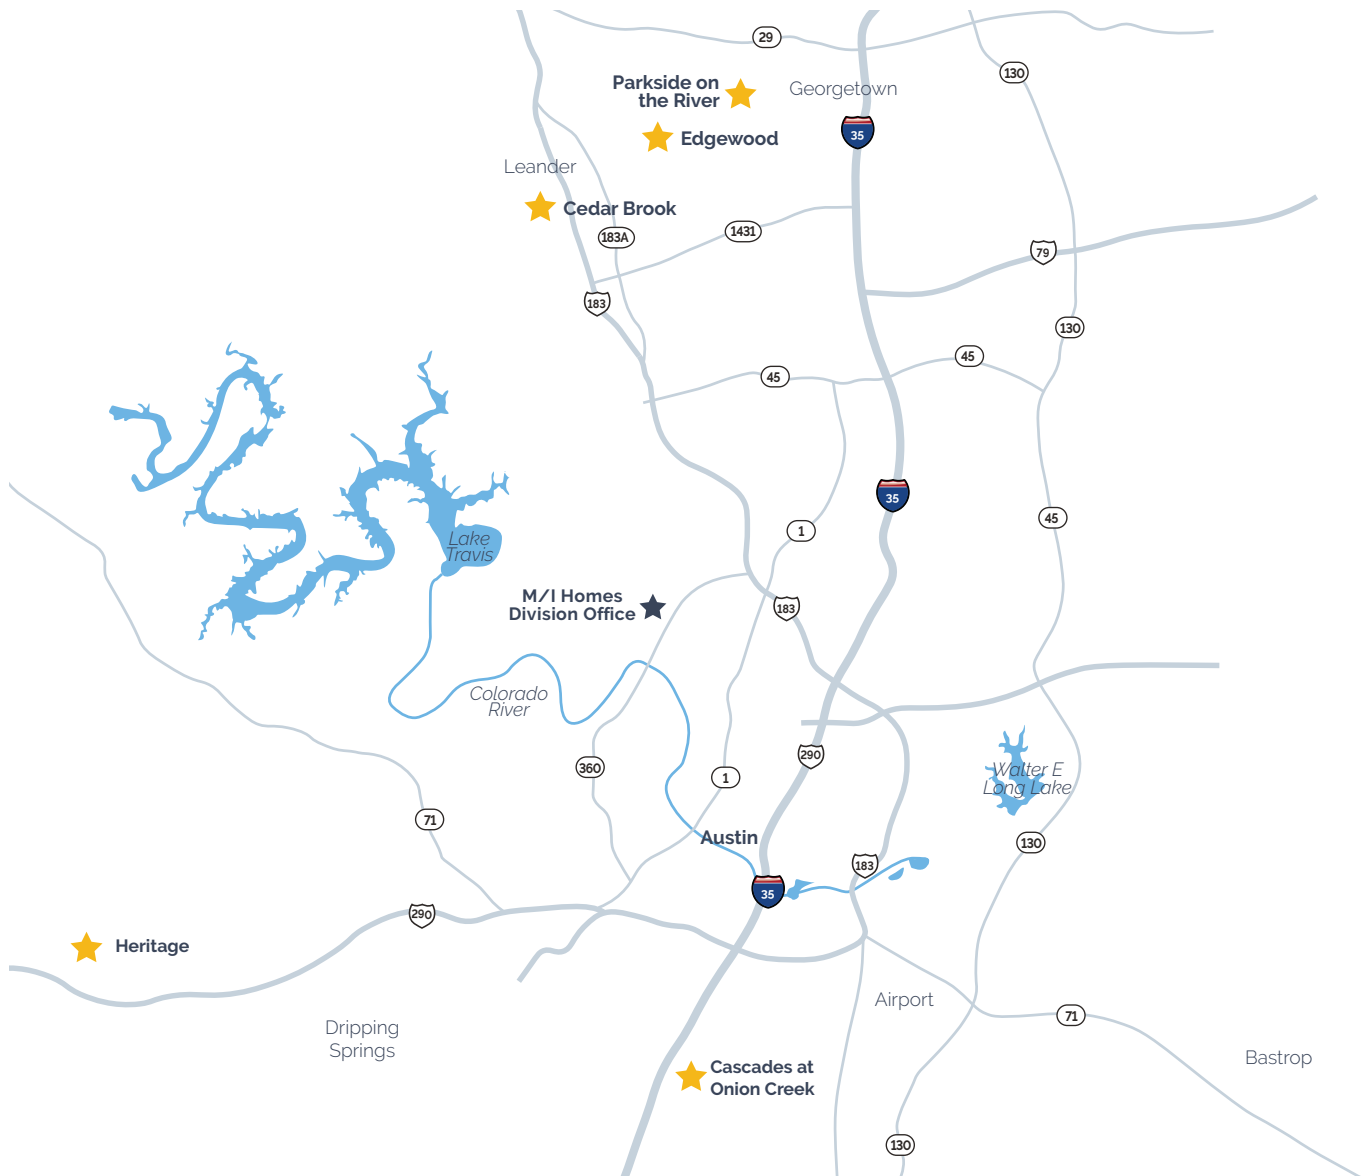 29
130
Parkside on
the River
Georgetown
35
Edgewood
Leander
Cedar Brook
183A
1431
79
183
130
45
45
35
45
1
Lake
Travis
M/I Homes
Division Office
183
Colorado
River
290
360
1
Walter E
Long Lake
71
Austin
130
183
35
290
Heritage
Airport
71
Dripping
Springs
Bastrop
Cascades at
Onion Creek
130